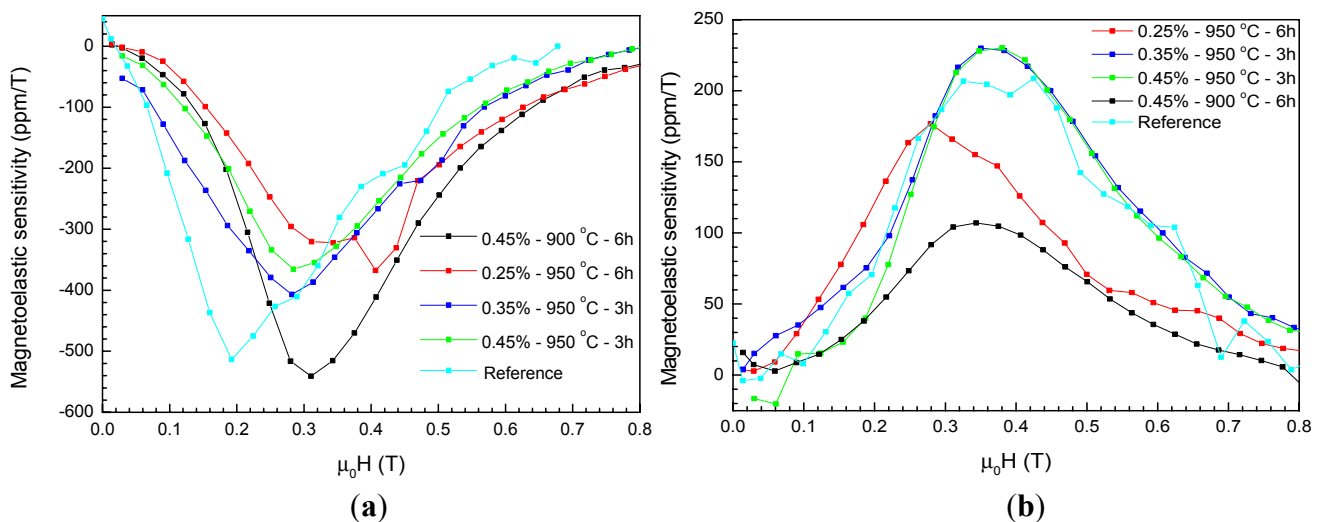 Magnetoelastic sensitivity (ppm/T)
0
-100
-200
-300
-400
-500
-600
0.0 0.1 0.2 0.3 0.4 0.5 0.6 0.7 0.8
μ₀H (T)
0.45% - 900 °C - 6h
0.25% - 950 °C - 6h
0.35% - 950 °C - 3h
0.45% - 950 °C - 3h
Reference
(a)
Magnetoelastic sensitivity (ppm/T)
250
200
150
100
50
0
0.0 0.1 0.2 0.3 0.4 0.5 0.6 0.7 0.8
μ₀H (T)
0.25% - 950 °C - 6h
0.35% - 950 °C - 3h
0.45% - 950 °C - 3h
0.45% - 900 °C - 6h
Reference
(b)